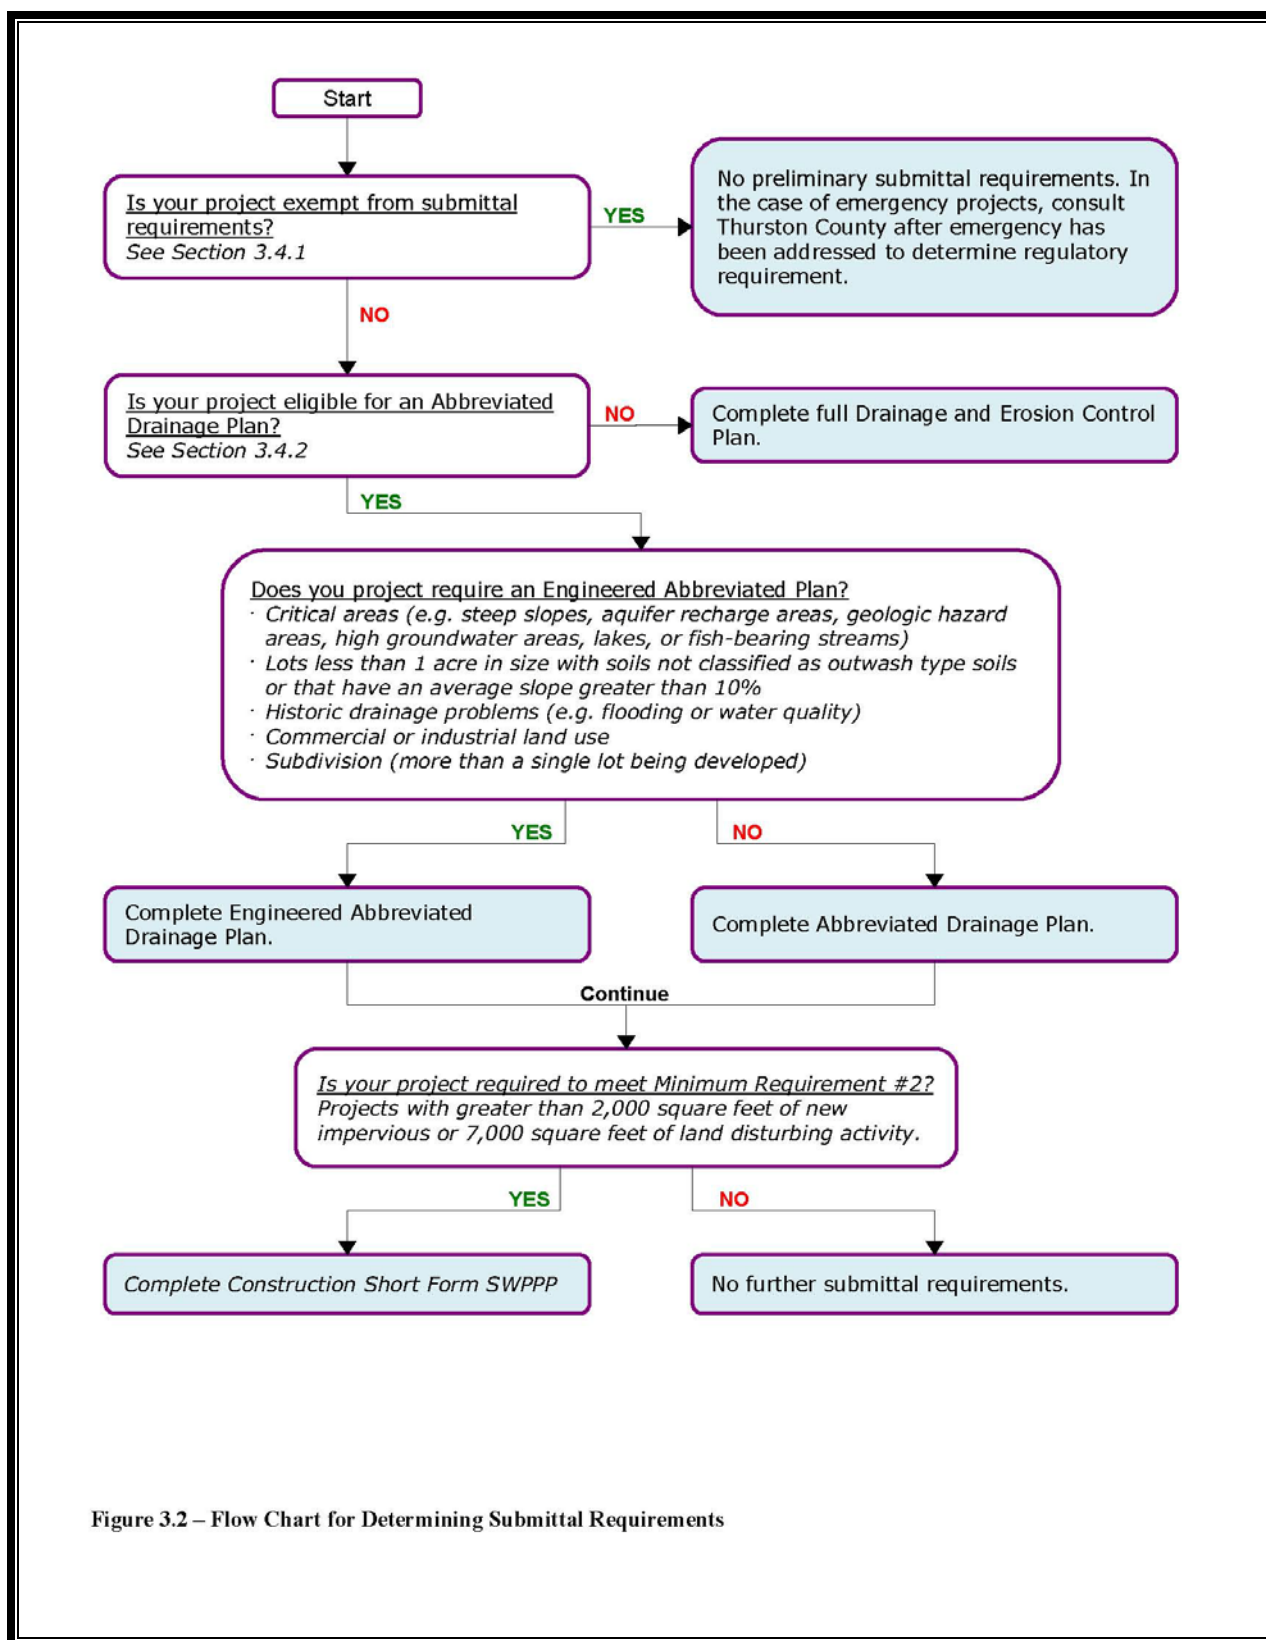 Start
Is your project exempt from submittal
requirements?
See Section 3.4.1
YES
No preliminary submittal requirements. In
the case of emergency projects, consult
Thurston County after emergency has
been addressed to determine regulatory
requirement.
NO
Is your project eligible for an Abbreviated
Drainage Plan?
See Section 3.4.2
NO
Complete full Drainage and Erosion Control
Plan.
YES
Does you project require an Engineered Abbreviated Plan?
· Critical areas (e.g. steep slopes, aquifer recharge areas, geologic hazard
areas, high groundwater areas, lakes, or fish-bearing streams)
· Lots less than 1 acre in size with soils not classified as outwash type soils
or that have an average slope greater than 10%
· Historic drainage problems (e.g. flooding or water quality)
· Commercial or industrial land use
· Subdivision (more than a single lot being developed)
YES
NO
Complete Engineered Abbreviated
Drainage Plan.
Complete Abbreviated Drainage Plan.
Continue
Is your project required to meet Minimum Requirement #2?
Projects with greater than 2,000 square feet of new
impervious or 7,000 square feet of land disturbing activity.
YES
NO
Complete Construction Short Form SWPPP
No further submittal requirements.
Figure 3.2 – Flow Chart for Determining Submittal Requirements